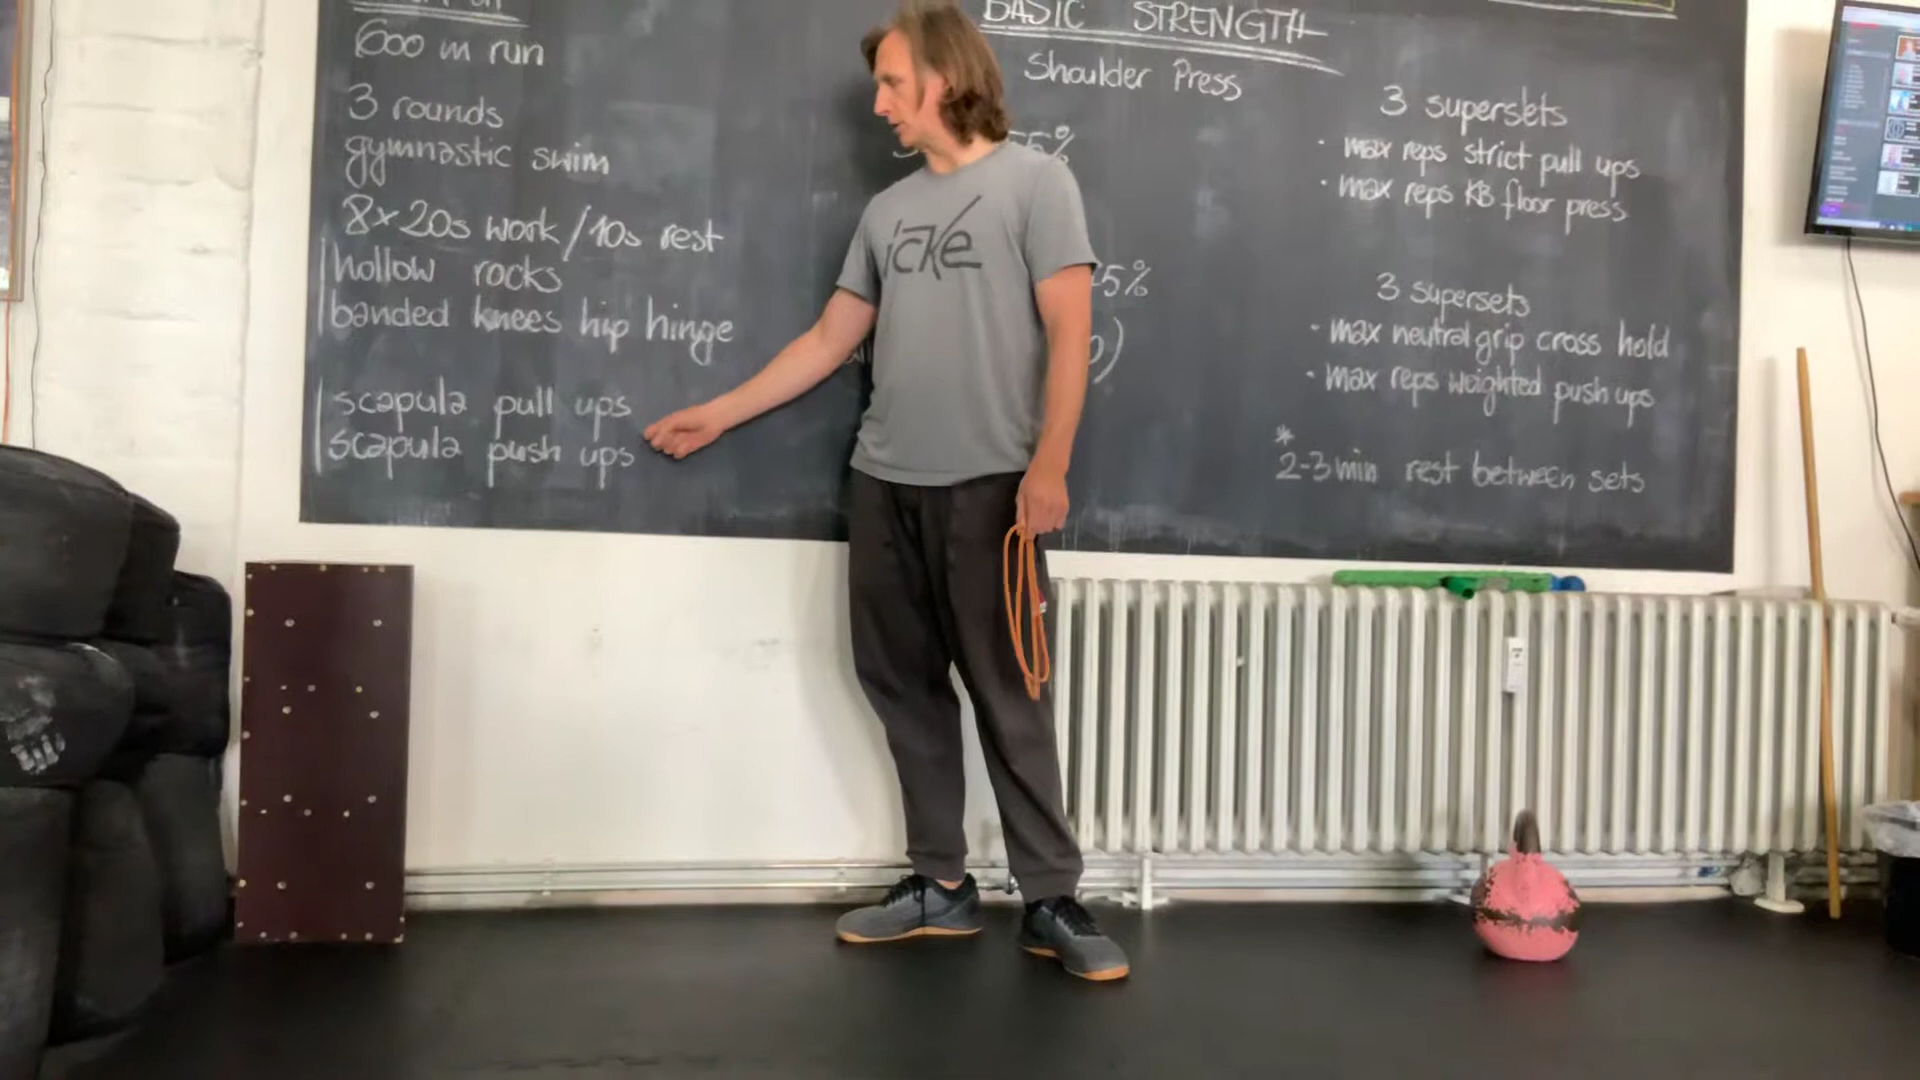 600 m run
3 rounds
gymnastic swim
8x20s work/10s rest
hollow rocks
banded knees hip hinge
scapula pull ups
scapula push ups
BASIC STRENGTH
Shoulder Press
icke
3 supersets
• max reps strict pull ups
• max reps KB floor press
3 supersets
• max neutral grip cross hold
• max reps weighted push ups
*
2-3min rest between sets